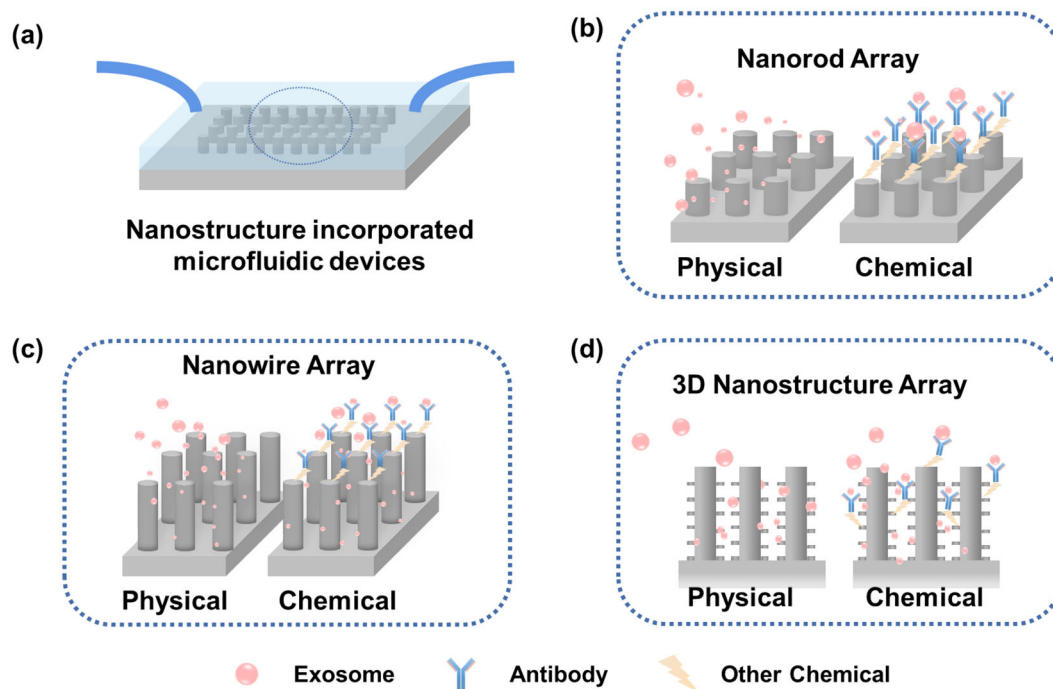 (a)
Nanostructure incorporated
microfluidic devices
(b)
Nanorod Array
Physical
Chemical
(c)
Nanowire Array
Physical
Chemical
(d)
3D Nanostructure Array
Physical
Chemical
Exosome
Antibody
Other Chemical